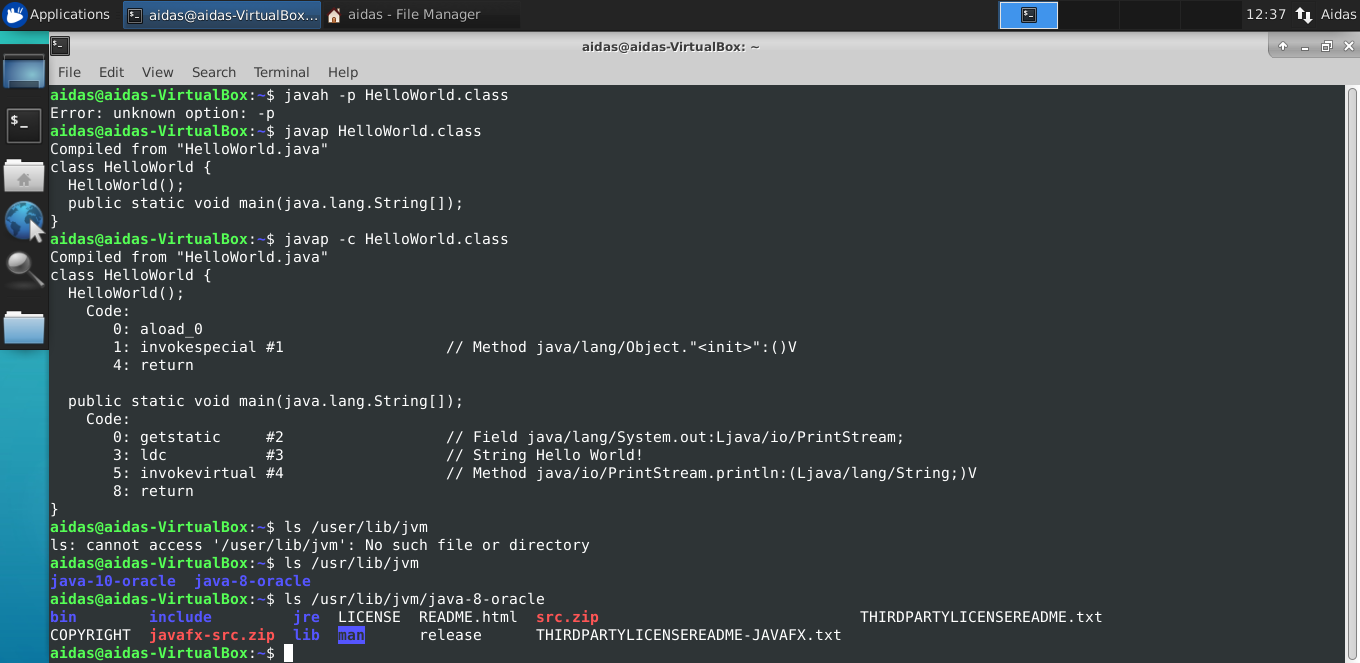 Applications aidas@aidas-VirtualBox... aidas - File Manager 12:37 Aidas
aidas@aidas-VirtualBox: ~
File Edit View Search Terminal Help
aidas@aidas-VirtualBox:~$ javah -p HelloWorld.class
Error: unknown option: -p
aidas@aidas-VirtualBox:~$ javap HelloWorld.class
Compiled from "HelloWorld.java"
class HelloWorld {
  HelloWorld();
  public static void main(java.lang.String[]);
}
aidas@aidas-VirtualBox:~$ javap -c HelloWorld.class
Compiled from "HelloWorld.java"
class HelloWorld {
  HelloWorld();
    Code:
       0: aload_0
       1: invokespecial #1                  // Method java/lang/Object."<init>":()V
       4: return

  public static void main(java.lang.String[]);
    Code:
       0: getstatic     #2                  // Field java/lang/System.out:Ljava/io/PrintStream;
       3: ldc           #3                  // String Hello World!
       5: invokevirtual #4                  // Method java/io/PrintStream.println:(Ljava/lang/String;)V
       8: return
}
aidas@aidas-VirtualBox:~$ ls /user/lib/jvm
ls: cannot access '/user/lib/jvm': No such file or directory
aidas@aidas-VirtualBox:~$ ls /usr/lib/jvm
java-10-oracle  java-8-oracle
aidas@aidas-VirtualBox:~$ ls /usr/lib/jvm/java-8-oracle
bin        include         jre  LICENSE  README.html  src.zip                             THIRDPARTYLICENSEREADME.txt
COPYRIGHT  javafx-src.zip  lib  man      release      THIRDPARTYLICENSEREADME-JAVAFX.txt
aidas@aidas-VirtualBox:~$